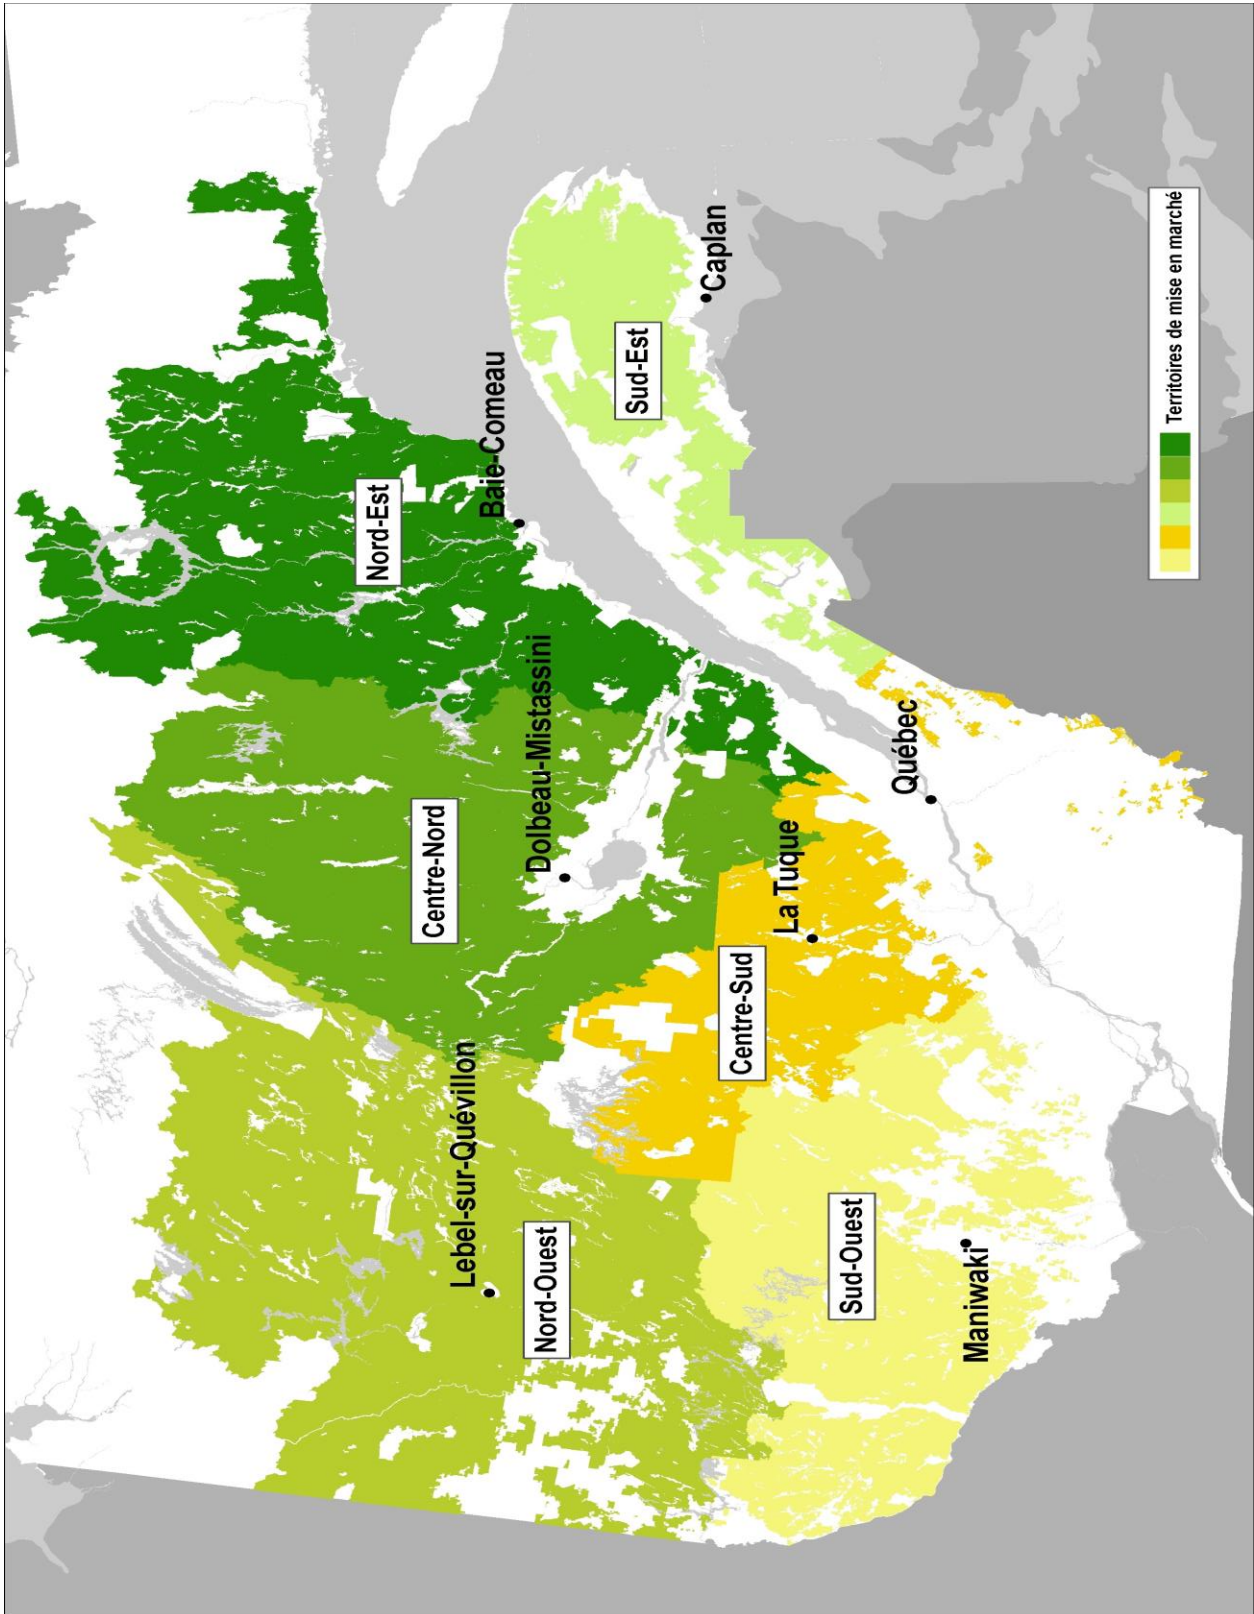 Nord-Est
Baie-Comeau
Sud-Est
Caplan
Centre-Nord
Dolbeau-Mistassini
Québec
La Tuque
Centre-Sud
Lebel-sur-Quévillon
Nord-Ouest
Sud-Ouest
Maniwaki
Territoires de mise en marché